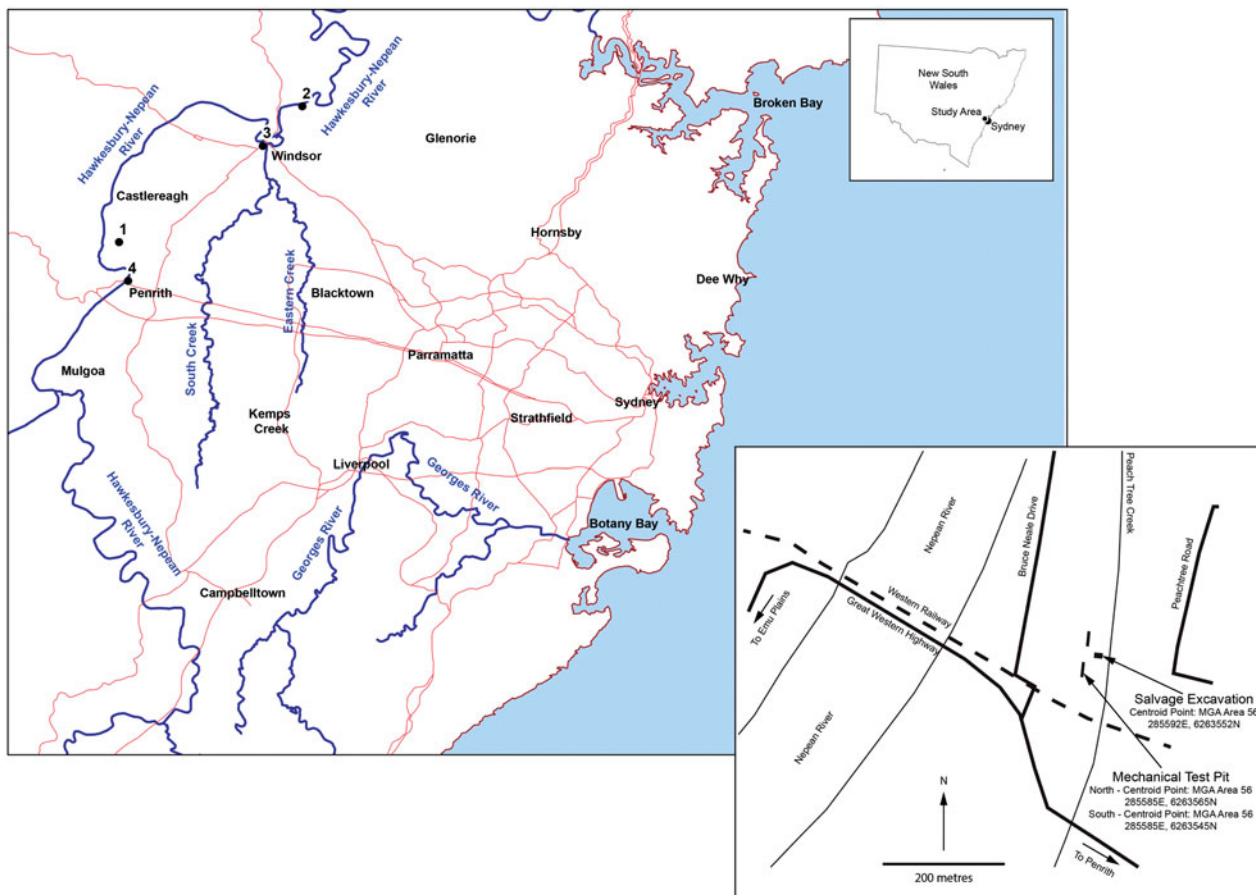 2
Hawkesbury-Nepean
River
Hawkesbury-Nepean
River
3
Windsor
Glenorie
Broken Bay
New South
Wales
Study Area
Sydney
Castlereagh
1
4
Penrith
Hornsby
Dee Why
Eastern Creek
Blacktown
South Creek
Parramatta
Mulgoa
Kemps
Creek
Sydney
Strathfield
Liverpool
Georges River
Hawkesbury-Nepean
River
Georges River
Botany Bay
Campbelltown
Nepean River
Bruce Neale Drive
Peach Tree Creek
Peachtree Road
Western Railway
Great Western Highway
To Emu Plains
Nepean River
Salvage Excavation
Centroid Point: MGA Area 56
285592E, 6263552N
Mechanical Test Pit
North - Centroid Point: MGA Area 56
285585E, 6263565N
South - Centroid Point: MGA Area 56
285585E, 6263545N
N
To Penrith
200 metres